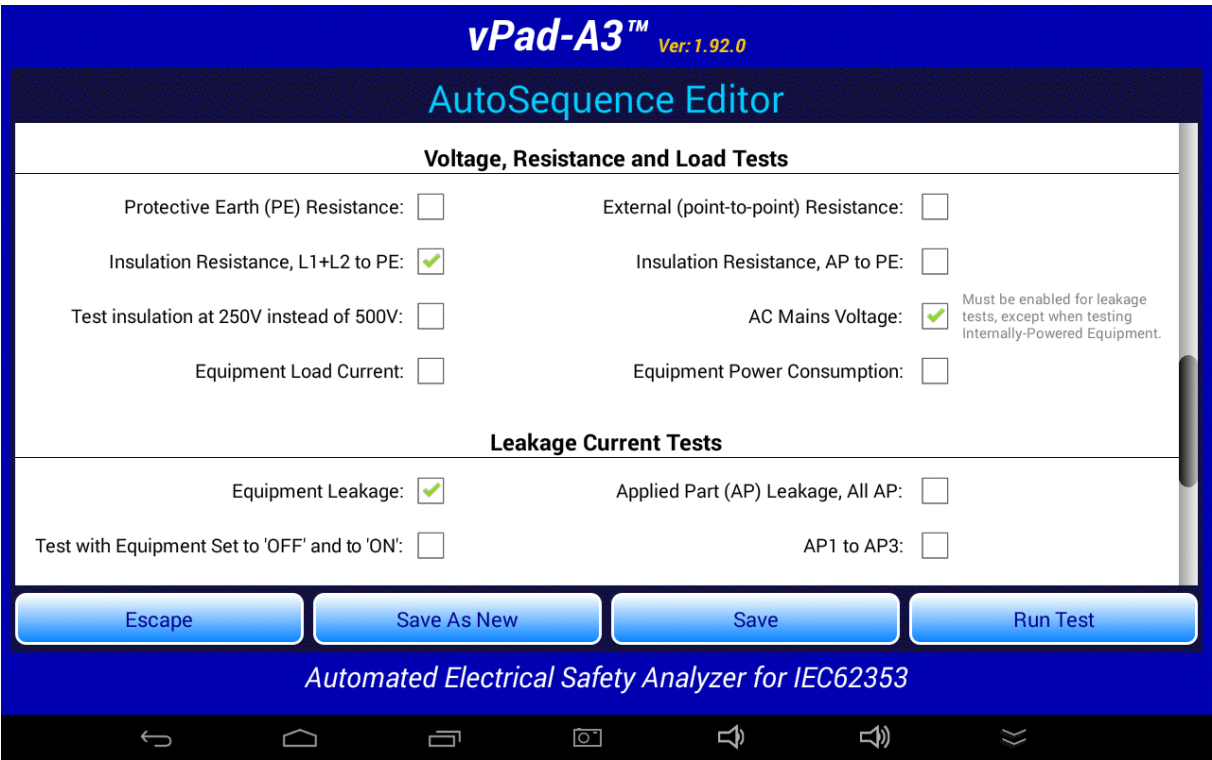 vPad-A3™ Ver: 1.92.0
AutoSequence Editor
Voltage, Resistance and Load Tests
Protective Earth (PE) Resistance:
External (point-to-point) Resistance:
Insulation Resistance, L1+L2 to PE:
Insulation Resistance, AP to PE:
Test insulation at 250V instead of 500V:
AC Mains Voltage:
Must be enabled for leakage
tests, except when testing
Internally-Powered Equipment.
Equipment Load Current:
Equipment Power Consumption:
Leakage Current Tests
Equipment Leakage:
Applied Part (AP) Leakage, All AP:
Test with Equipment Set to 'OFF' and to 'ON':
AP1 to AP3:
Escape
Save As New
Save
Run Test
Automated Electrical Safety Analyzer for IEC62353